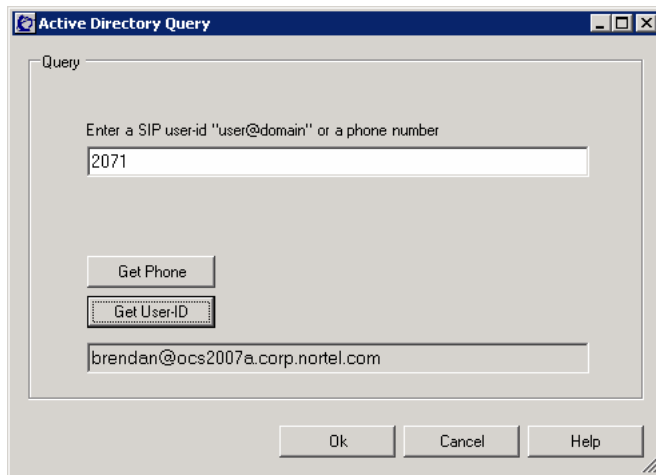 Active Directory Query
Query
Enter a SIP user-id "user@domain" or a phone number
2071
Get Phone
Get User-ID
brendan@ocs2007a.corp.nortel.com
Ok Cancel Help